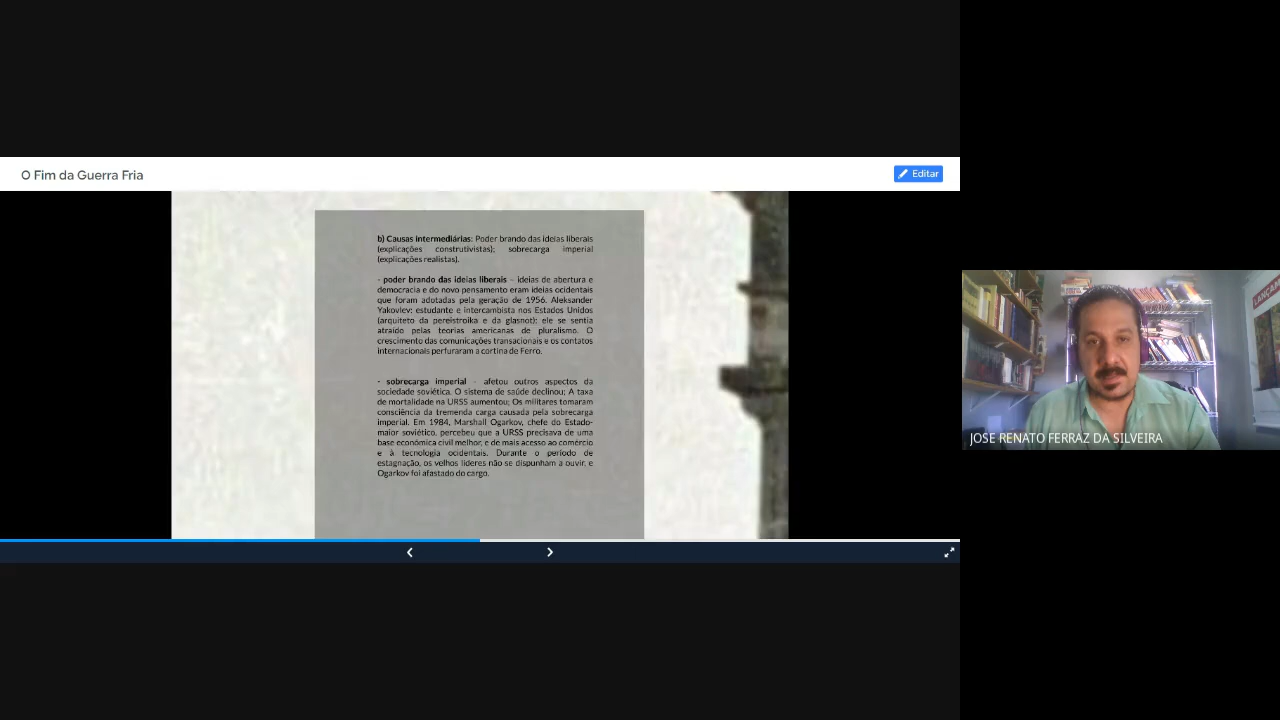 O Fim da Guerra Fria
Editar
b) Causas intermediárias: Poder brando das ideias liberais
(explicações construtivistas); sobrecarga imperial
(explicações realistas).
- poder brando das ideias liberais – ideias de abertura e
democracia e do novo pensamento eram ideias ocidentais
que foram adotadas pela geração de 1956. Aleksander
Yakovlev: estudante e intercambista nos Estados Unidos
(arquiteto da pereistroika e da glasnot); ele se sentia
atraído pelas teorias americanas de pluralismo. O
crescimento das comunicações transacionais e os contatos
internacionais perfuraram a cortina de Ferro.
- sobrecarga imperial – afetou outros aspectos da
sociedade soviética. O sistema de saúde declinou; A taxa
de mortalidade na URSS aumentou; Os militares tomaram
consciência da tremenda carga causada pela sobrecarga
imperial. Em 1984, Marshall Ogarkov, chefe do Estado-
maior soviético, percebeu que a URSS precisava de uma
base econômica civil melhor, e de mais acesso ao comércio
e à tecnologia ocidentais. Durante o período de
estagnação, os velhos líderes não se dispunham a ouvir, e
Ogarkov foi afastado do cargo.
LANÇAM
JOSE RENATO FERRAZ DA SILVEIRA